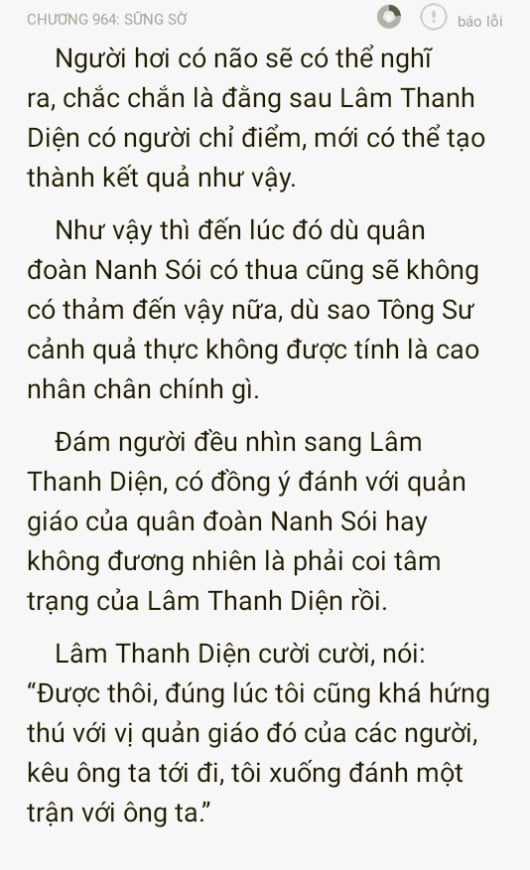 CHƯƠNG 964: SỮNG SỜ
báo lỗi
Người hơi có não sẽ có thể nghĩ
ra, chắc chắn là đằng sau Lâm Thanh
Diện có người chỉ điểm, mới có thể tạo
thành kết quả như vậy.
Như vậy thì đến lúc đó dù quân
đoàn Nanh Sói có thua cũng sẽ không
có thảm đến vậy nữa, dù sao Tông Sư
cảnh quả thực không được tính là cao
nhân chân chính gì.
Đám người đều nhìn sang Lâm
Thanh Diện, có đồng ý đánh với quản
giáo của quân đoàn Nanh Sói hay
không đương nhiên là phải coi tâm
trạng của Lâm Thanh Diện rồi.
Lâm Thanh Diện cười cười, nói:
“Được thôi, đúng lúc tôi cũng khá hứng
thú với vị quản giáo đó của các người,
kêu ông ta tới đi, tôi xuống đánh một
trận với ông ta.”